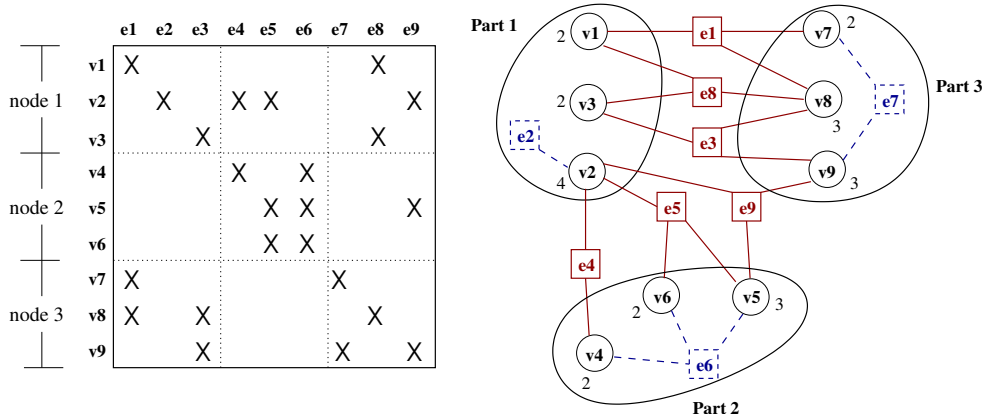 e1 e2 e3 e4 e5 e6 e7 e8 e9
v1 X X
node 1 v2 X X X X
v3 X X
v4 X X
node 2 v5 X X X
v6 X X
v7 X X
node 3 v8 X X X
v9 X X X
Part 1
2 v1
e1
v7 2
2 v3
e8
v8 3
e7
Part 3
e2
e3
4 v2
v9 3
e5
e9
e4
v6 2
v5 3
v4 2
e6
Part 2